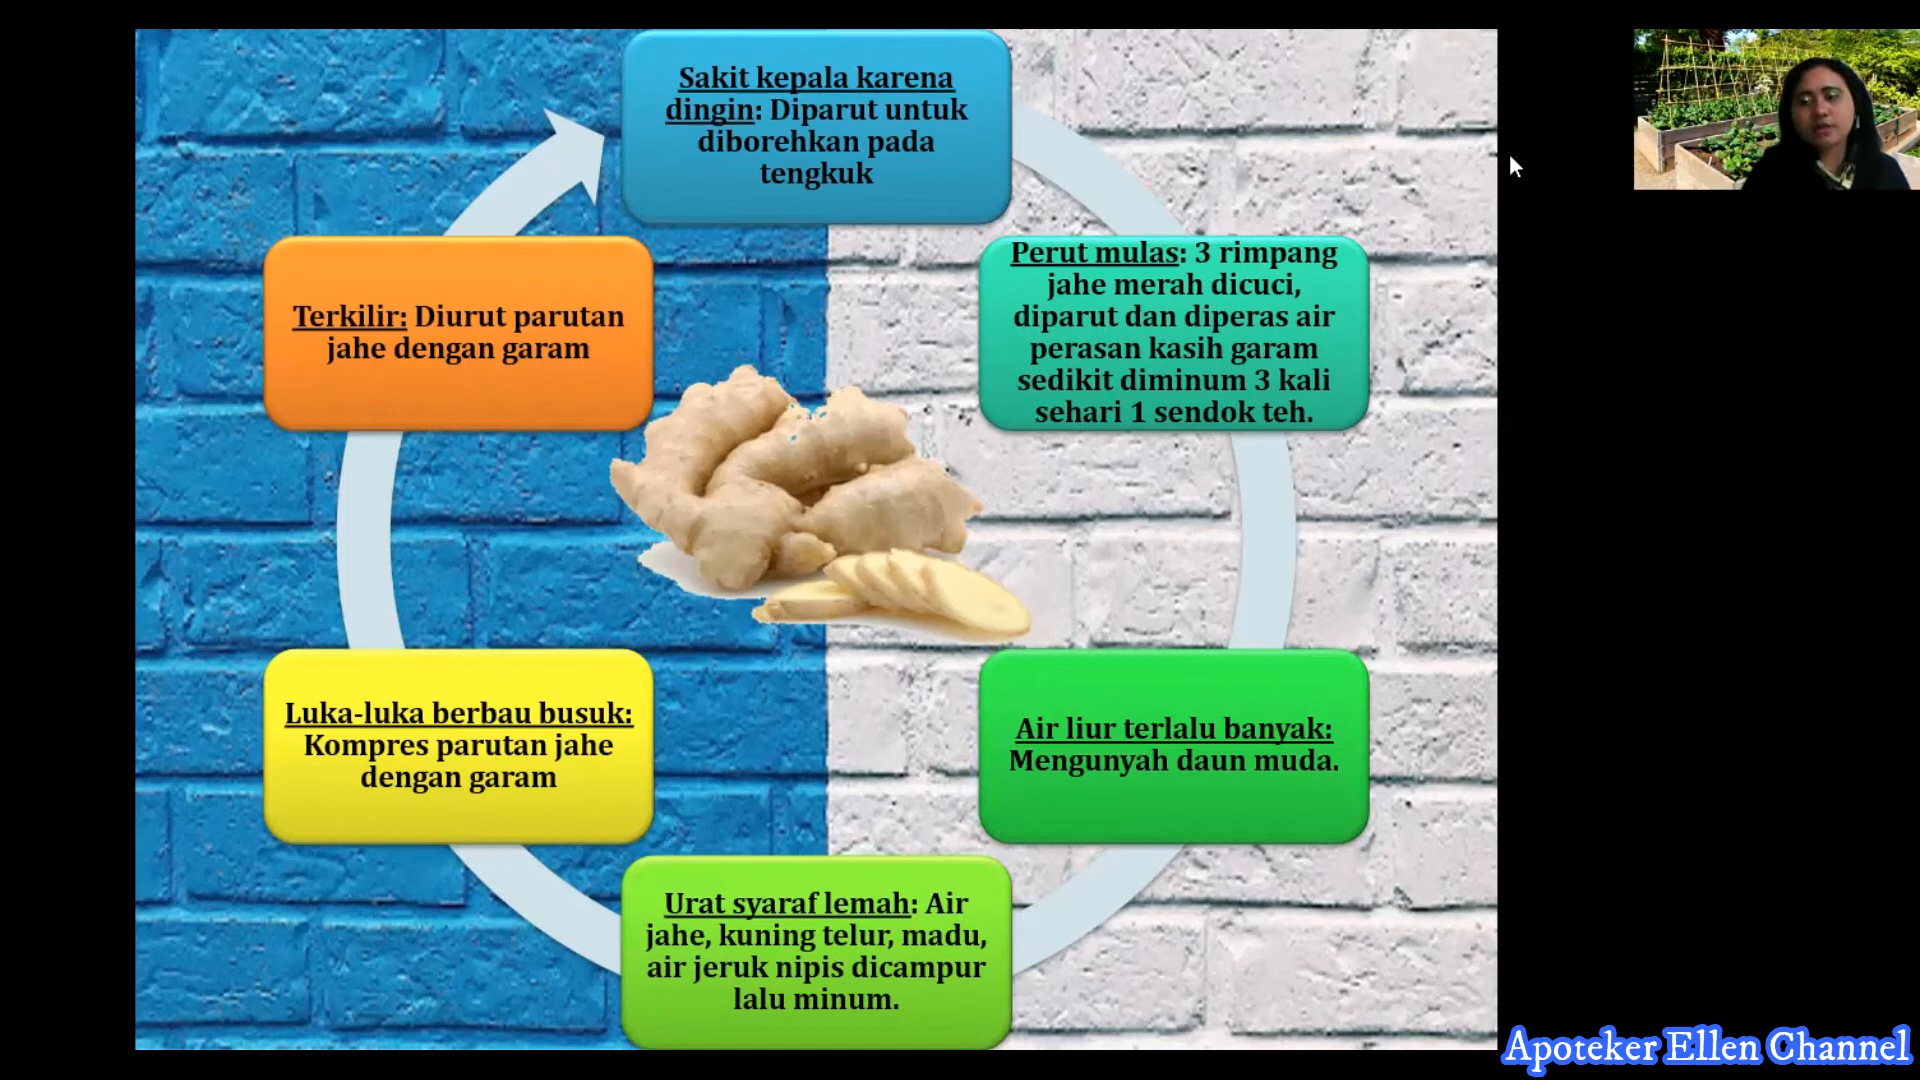 Sakit kepala karena
dingin: Diparut untuk
diborehkan pada
tengkuk
Perut mulas: 3 rimpang
jahe merah dicuci,
diparut dan diperas air
perasan kasih garam
sedikit diminum 3 kali
sehari 1 sendok teh.
Air liur terlalu banyak:
Mengunyah daun muda.
Urat syaraf lemah: Air
jahe, kuning telur, madu,
air jeruk nipis dicampur
lalu minum.
Luka-luka berbau busuk:
Kompres parutan jahe
dengan garam
Terkilir: Diurut parutan
jahe dengan garam
Apoteker Ellen Channel